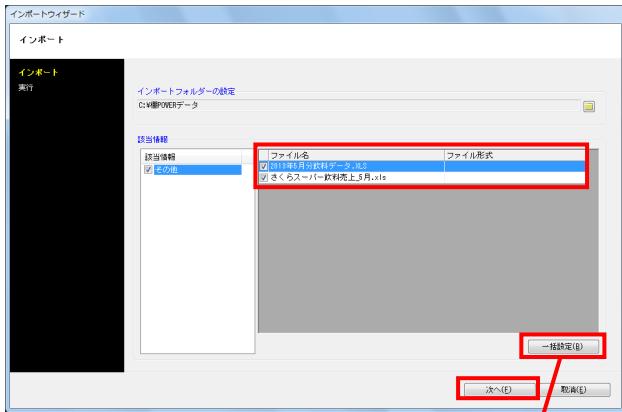 インポートウィザード
インポート
インポート
実行
インポートフォルダーの設定
C:¥棚POWERデータ
該当情報
該当情報
その他
ファイル名 ファイル形式
2013年5月分飲料データ.XLS
さくらスーパー飲料売上_5月.xls
一括設定(B)
次へ(F) 取消(E)